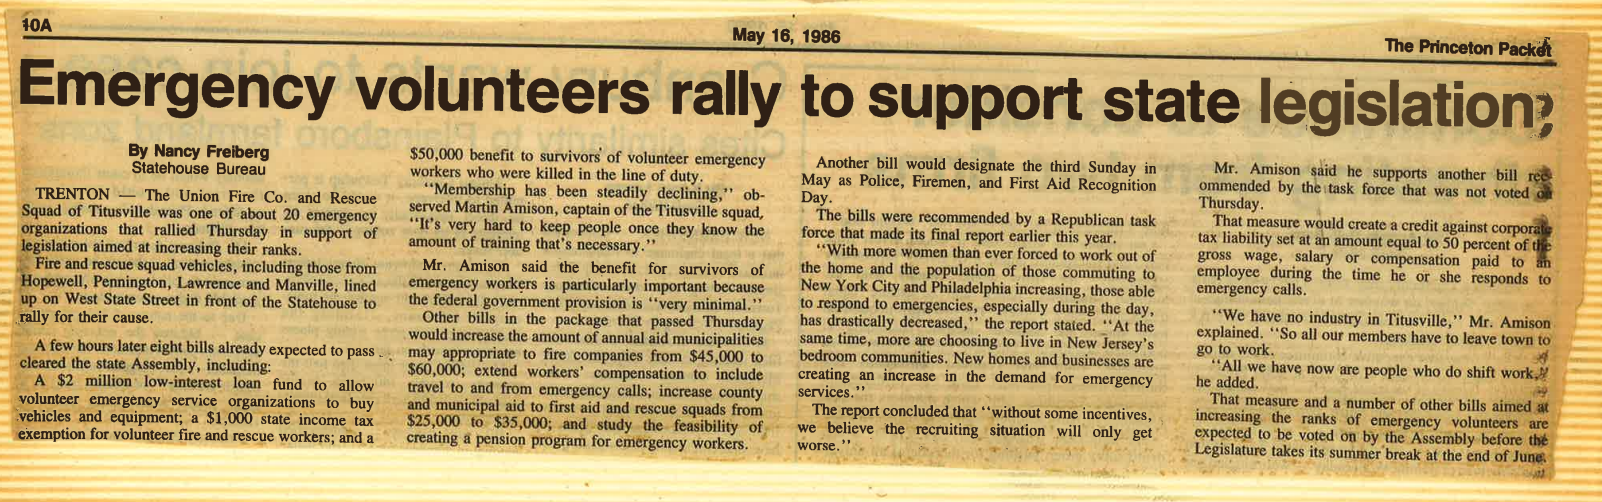 10A
May 16, 1986
The Princeton Packet
Emergency volunteers rally to support state legislation
By Nancy Freiberg
Statehouse Bureau
TRENTON — The Union Fire Co. and Rescue
Squad of Titusville was one of about 20 emergency
organizations that rallied Thursday in support of
legislation aimed at increasing their ranks.
Fire and rescue squad vehicles, including those from
Hopewell, Pennington, Lawrence and Manville, lined
up on West State Street in front of the Statehouse to
rally for their cause.
A few hours later eight bills already expected to pass
cleared the state Assembly, including:
A $2 million low-interest loan fund to allow
volunteer emergency service organizations to buy
vehicles and equipment; a $1,000 state income tax
exemption for volunteer fire and rescue workers; and a
$50,000 benefit to survivors of volunteer emergency
workers who were killed in the line of duty.
"Membership has been steadily declining," ob-
served Martin Amison, captain of the Titusville squad,
"It's very hard to keep people once they know the
amount of training that's necessary."
Mr. Amison said the benefit for survivors of
emergency workers is particularly important because
the federal government provision is "very minimal."
Other bills in the package that passed Thursday
would increase the amount of annual aid municipalities
may appropriate to fire companies from $45,000 to
$60,000; extend workers' compensation to include
travel to and from emergency calls; increase county
and municipal aid to first aid and rescue squads from
$25,000 to $35,000; and study the feasibility of
creating a pension program for emergency workers.
Another bill would designate the third Sunday in
May as Police, Firemen, and First Aid Recognition
Day.
The bills were recommended by a Republican task
force that made its final report earlier this year.
"With more women than ever forced to work out of
the home and the population of those commuting to
New York City and Philadelphia increasing, those able
to respond to emergencies, especially during the day,
has drastically decreased," the report stated. "At the
same time, more are choosing to live in New Jersey's
bedroom communities. New homes and businesses are
creating an increase in the demand for emergency
services."
The report concluded that "without some incentives,
we believe the recruiting situation will only get
worse."
Mr. Amison said he supports another bill rec-
ommended by the task force that was not voted on
Thursday.
That measure would create a credit against corporate
tax liability set at an amount equal to 50 percent of the
gross wage, salary or compensation paid to an
employee during the time he or she responds to
emergency calls.
"We have no industry in Titusville," Mr. Amison
explained. "So all our members have to leave town to
go to work.
"All we have now are people who do shift work,"
he added.
That measure and a number of other bills aimed at
increasing the ranks of emergency volunteers are
expected to be voted on by the Assembly before the
Legislature takes its summer break at the end of June.